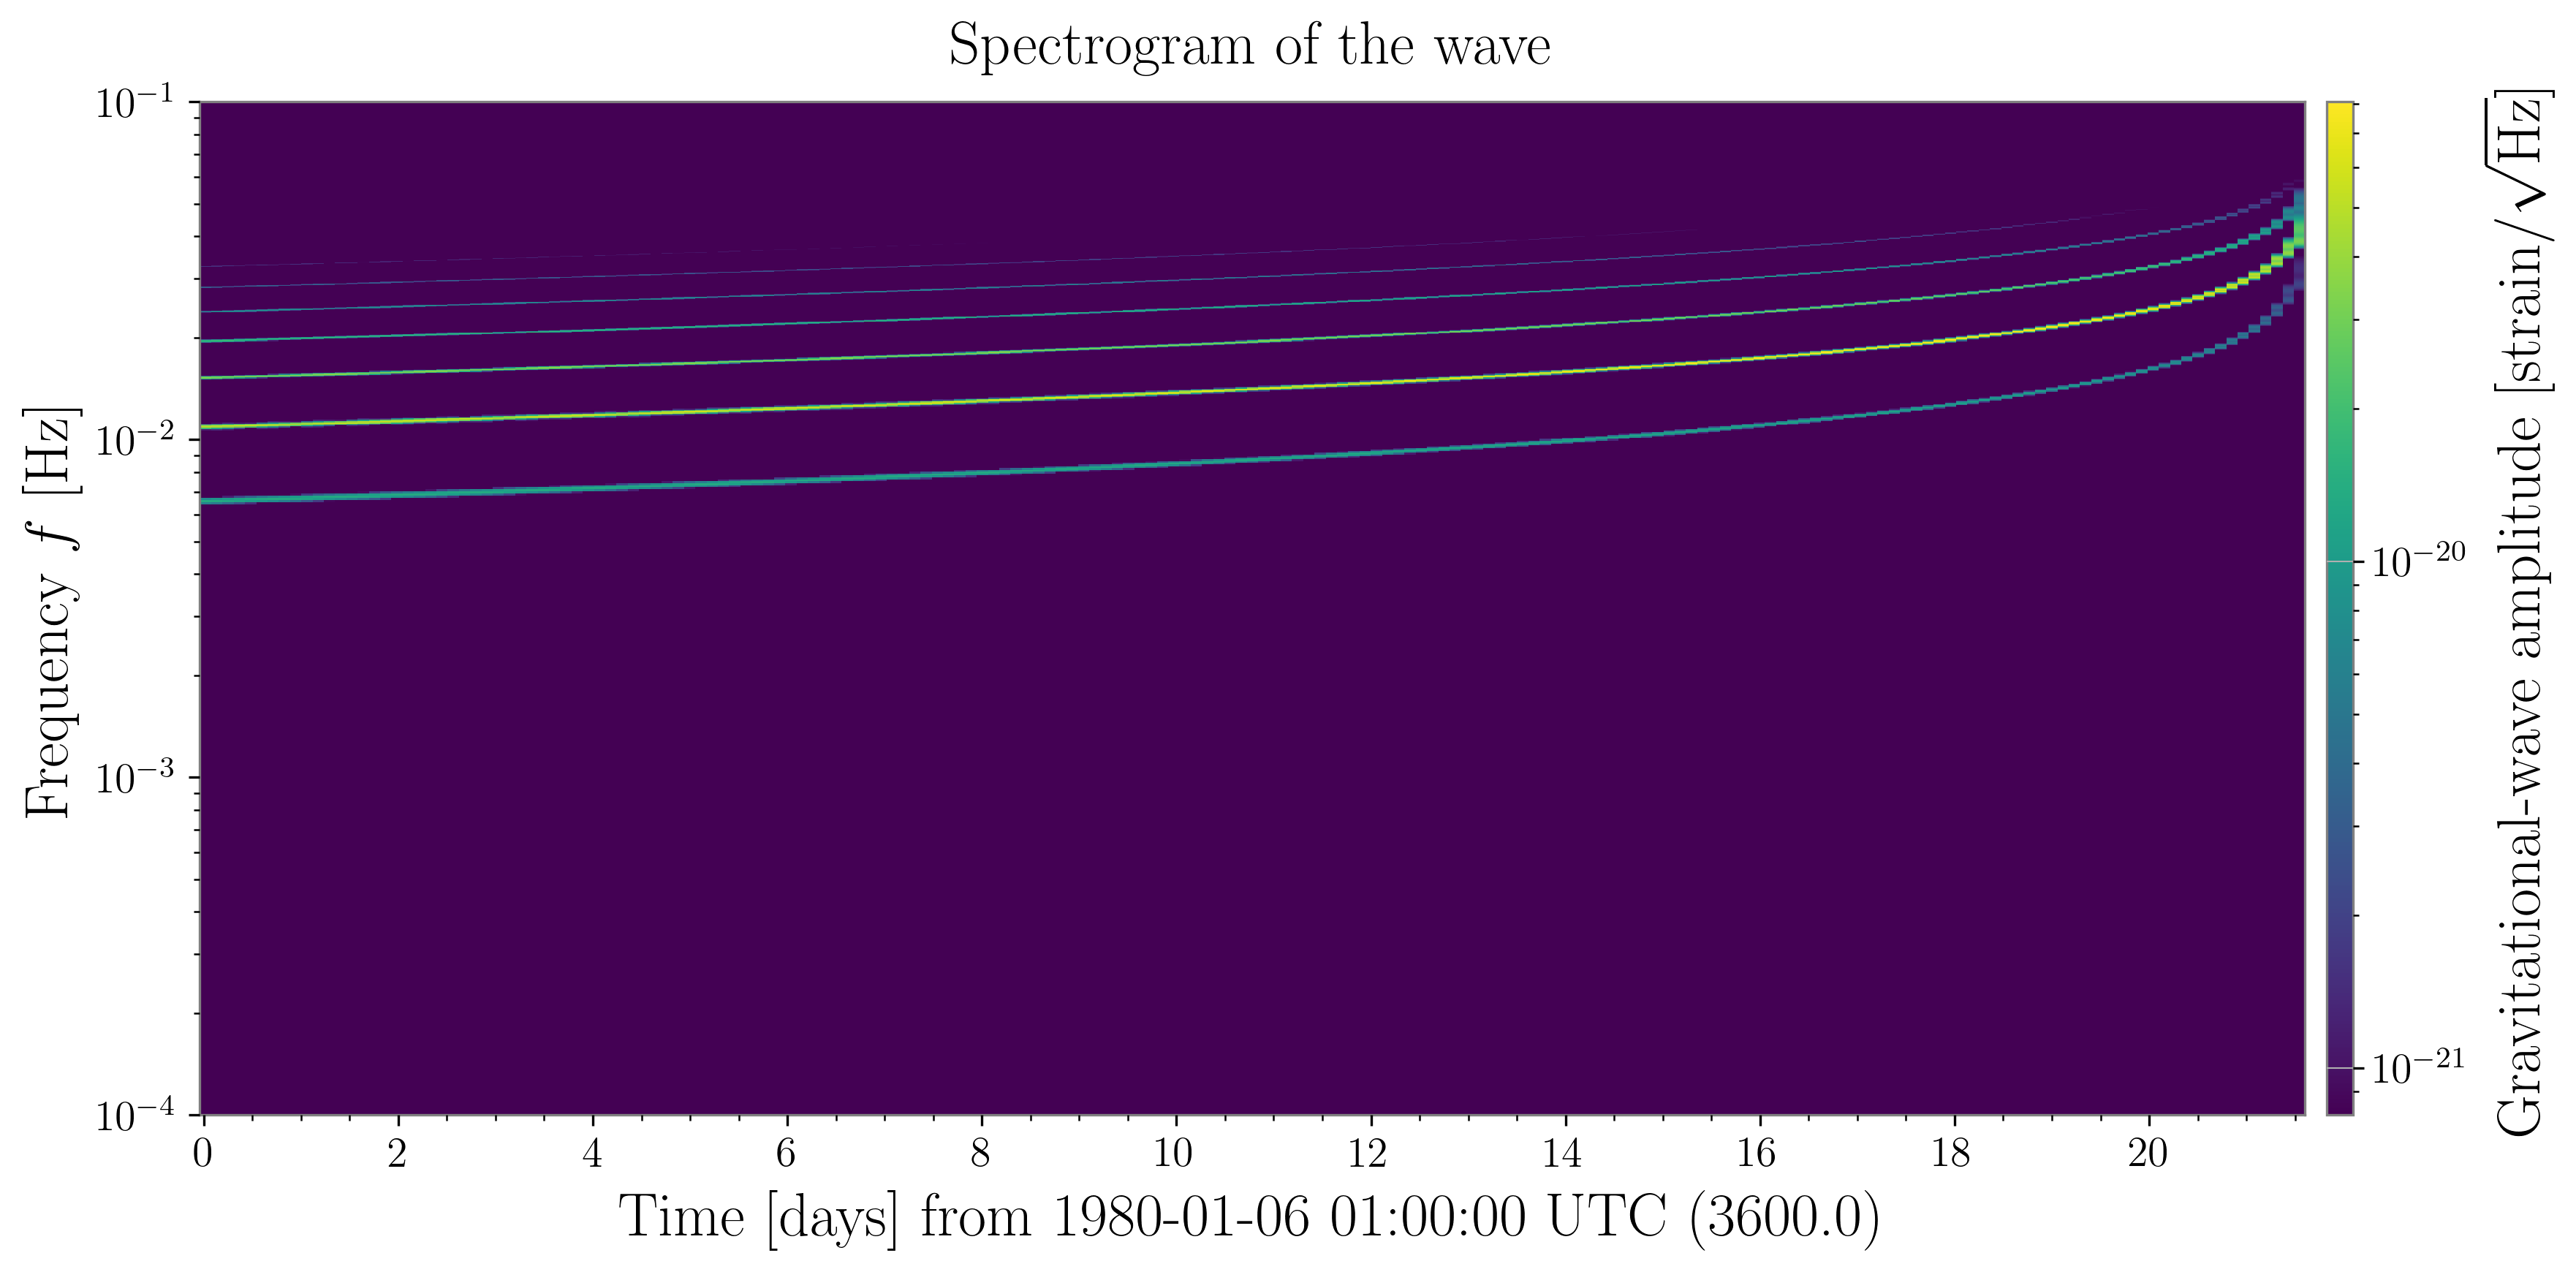 Spectrogram of the wave
Frequency f [Hz]
10⁻¹
10⁻²
10⁻³
10⁻⁴
0 2 4 6 8 10 12 14 16 18 20
Time [days] from 1980-01-06 01:00:00 UTC (3600.0)
10⁻²⁰
10⁻²¹
Gravitational-wave amplitude [strain/√Hz]